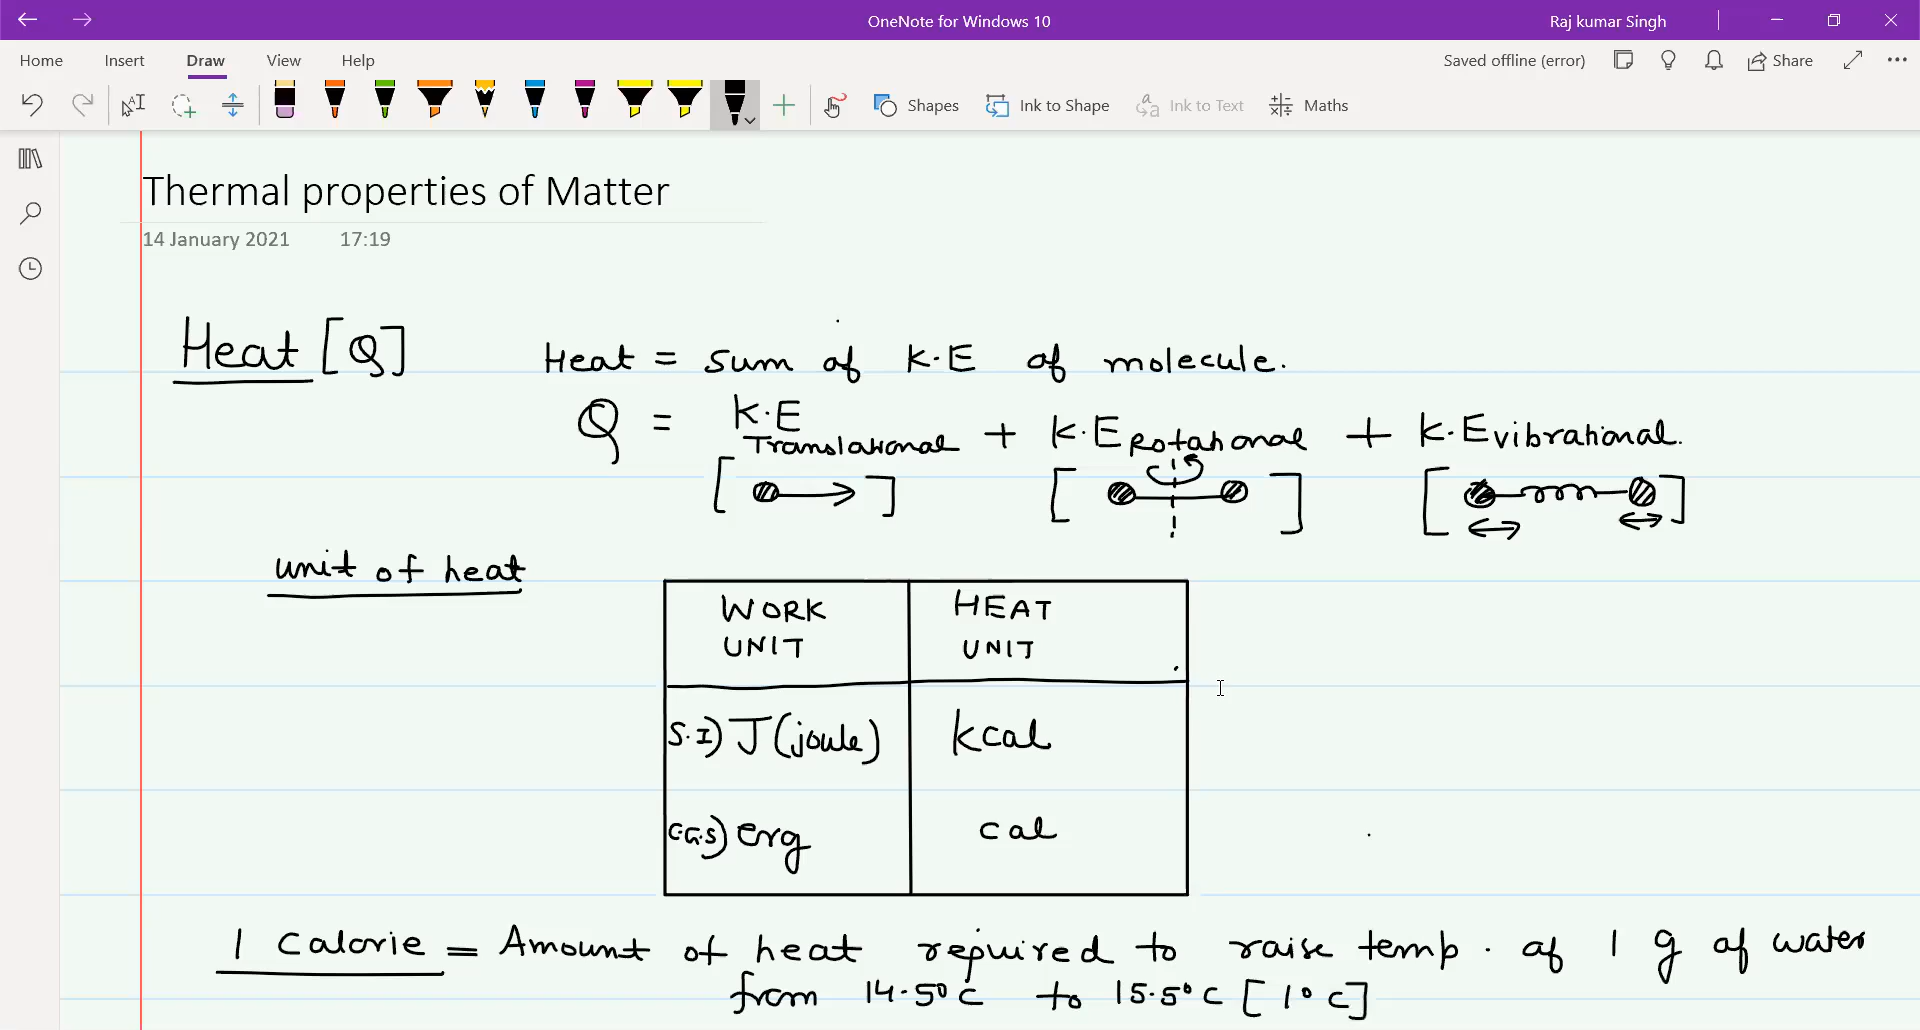 OneNote for Windows 10
Raj kumar Singh
Home Insert Draw View Help
Saved offline (error) Share
Shapes Ink to Shape Ink to Text Maths
Thermal properties of Matter
14 January 2021 17:19
Heat [Q] Heat = sum of K.E of molecule.
Q = K.E Translational + K.E Rotational + K.E vibrational.
unit of heat
WORK UNIT HEAT UNIT
S.I) J (joule) kcal
C.G.S) erg cal
1 Calorie = Amount of heat required to raise temp. of 1 g of water
from 14.5°C to 15.5°C [1°C]